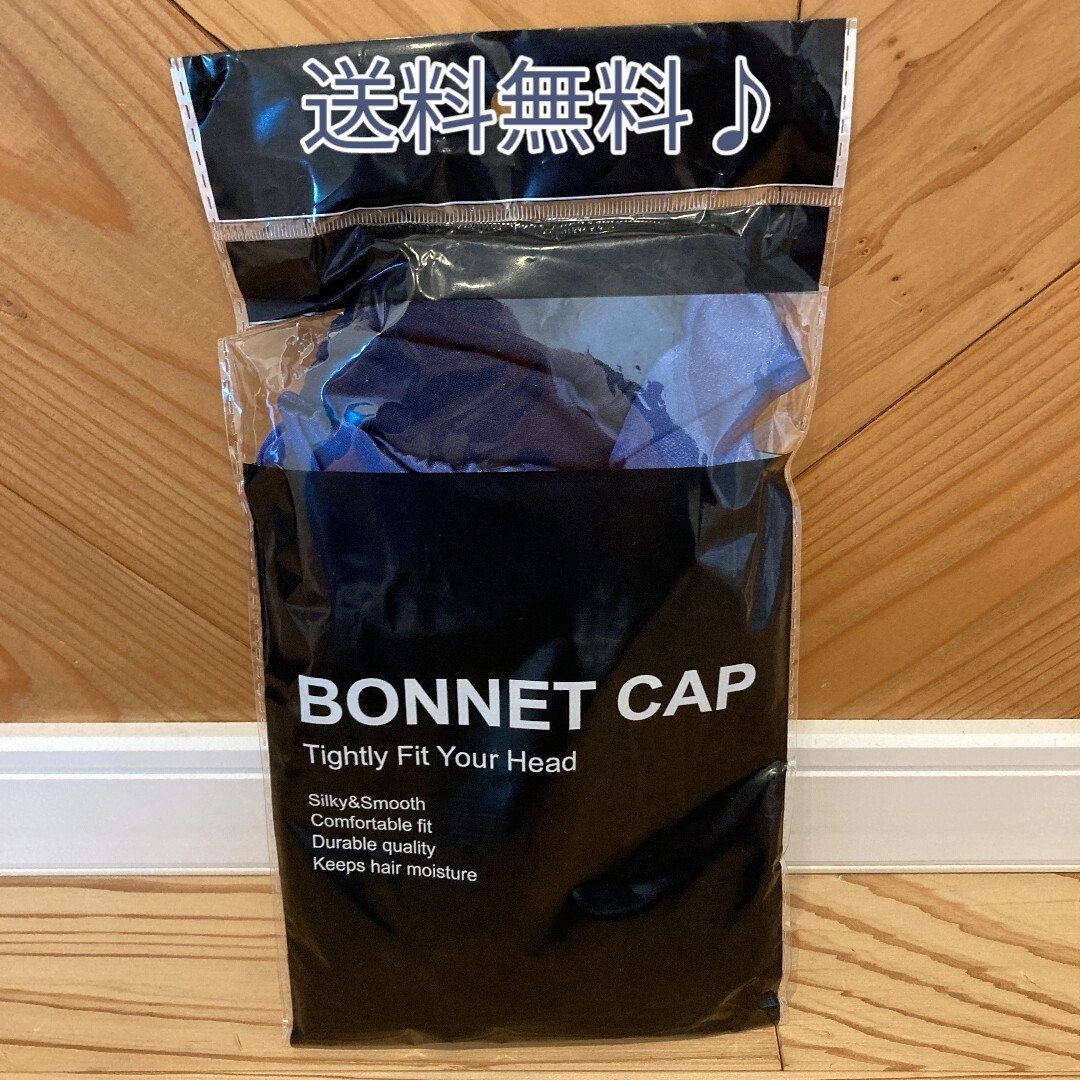 送料無料♪
BONNET CAP
Tightly Fit Your Head
Silky&Smooth
Comfortable fit
Durable quality
Keeps hair moisture